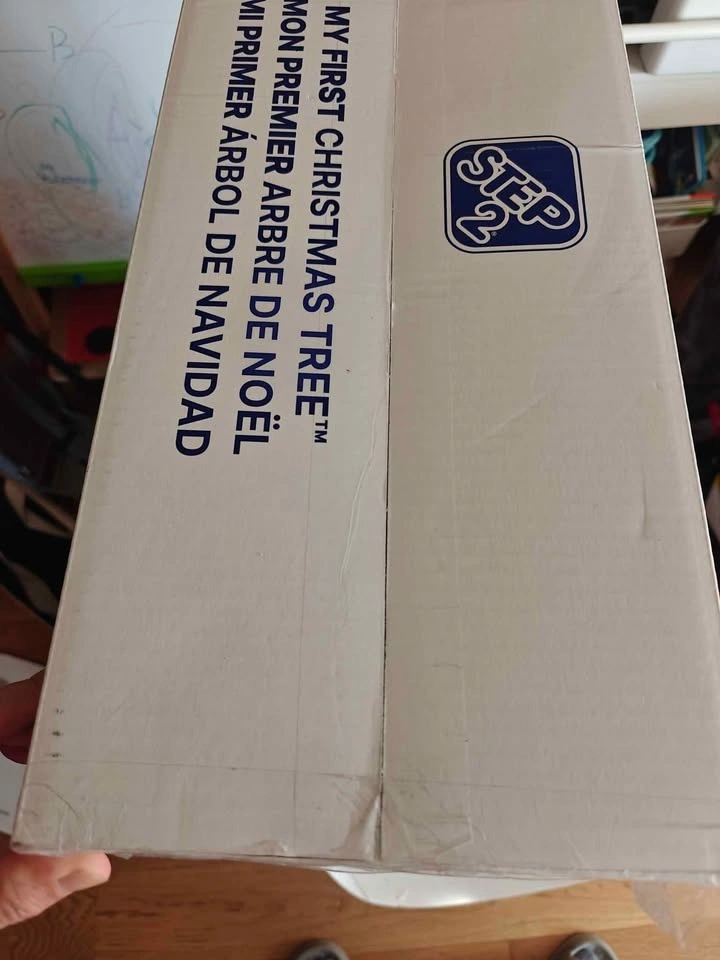 MY FIRST CHRISTMAS TREE™
MON PREMIER ARBRE DE NOËL
MI PRIMER ÁRBOL DE NAVIDAD
STEP
2®
B